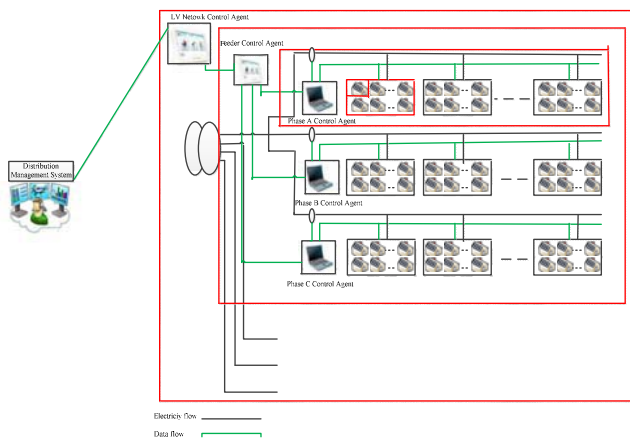 LV Netowk Control Agent
Feeder Control Agent
Phase A Control Agent
Distribution
Management System
Phase B Control Agent
Phase C Control Agent
Electriciy flow
Data flow